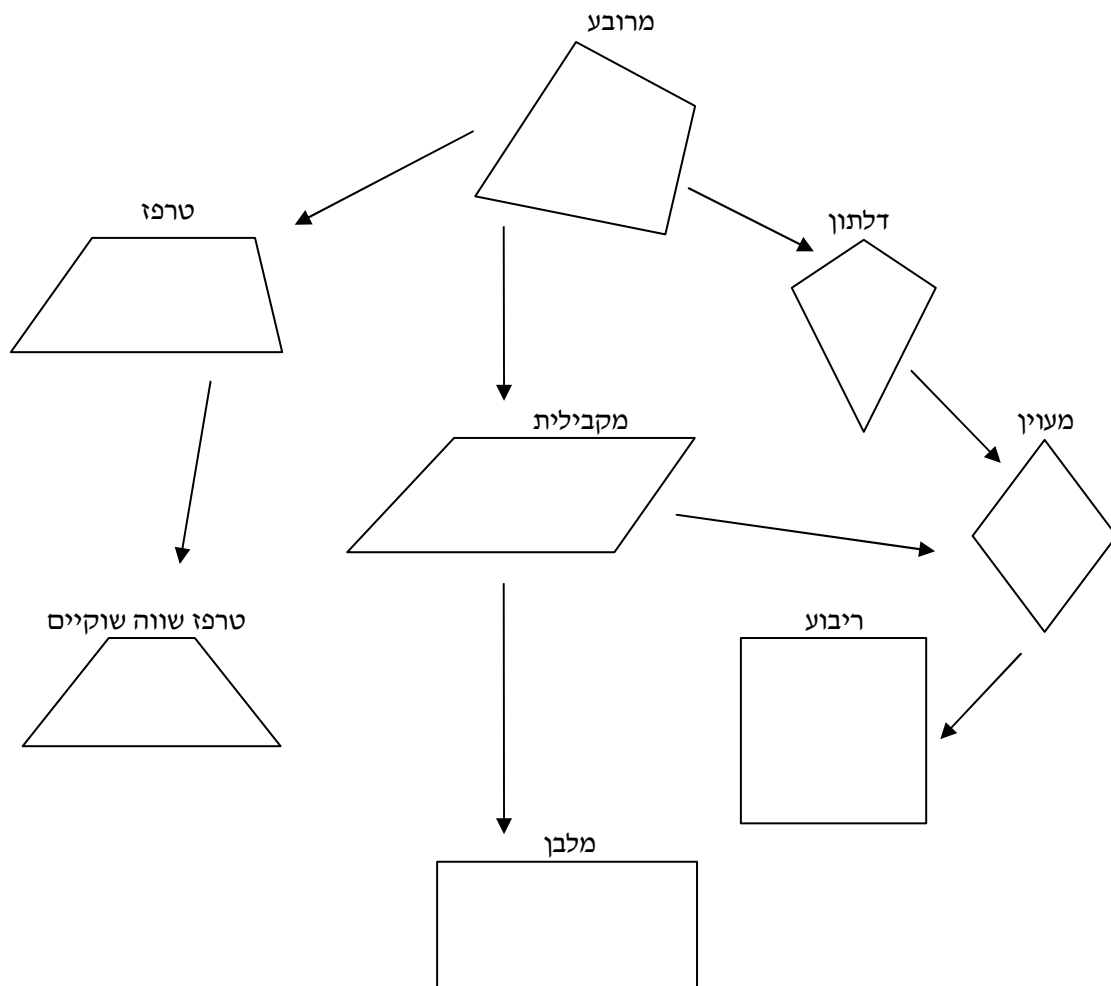 מרובע
טרפז
דלתון
מקבילית
מעוין
טרפז שווה שוקיים
ריבוע
מלבן